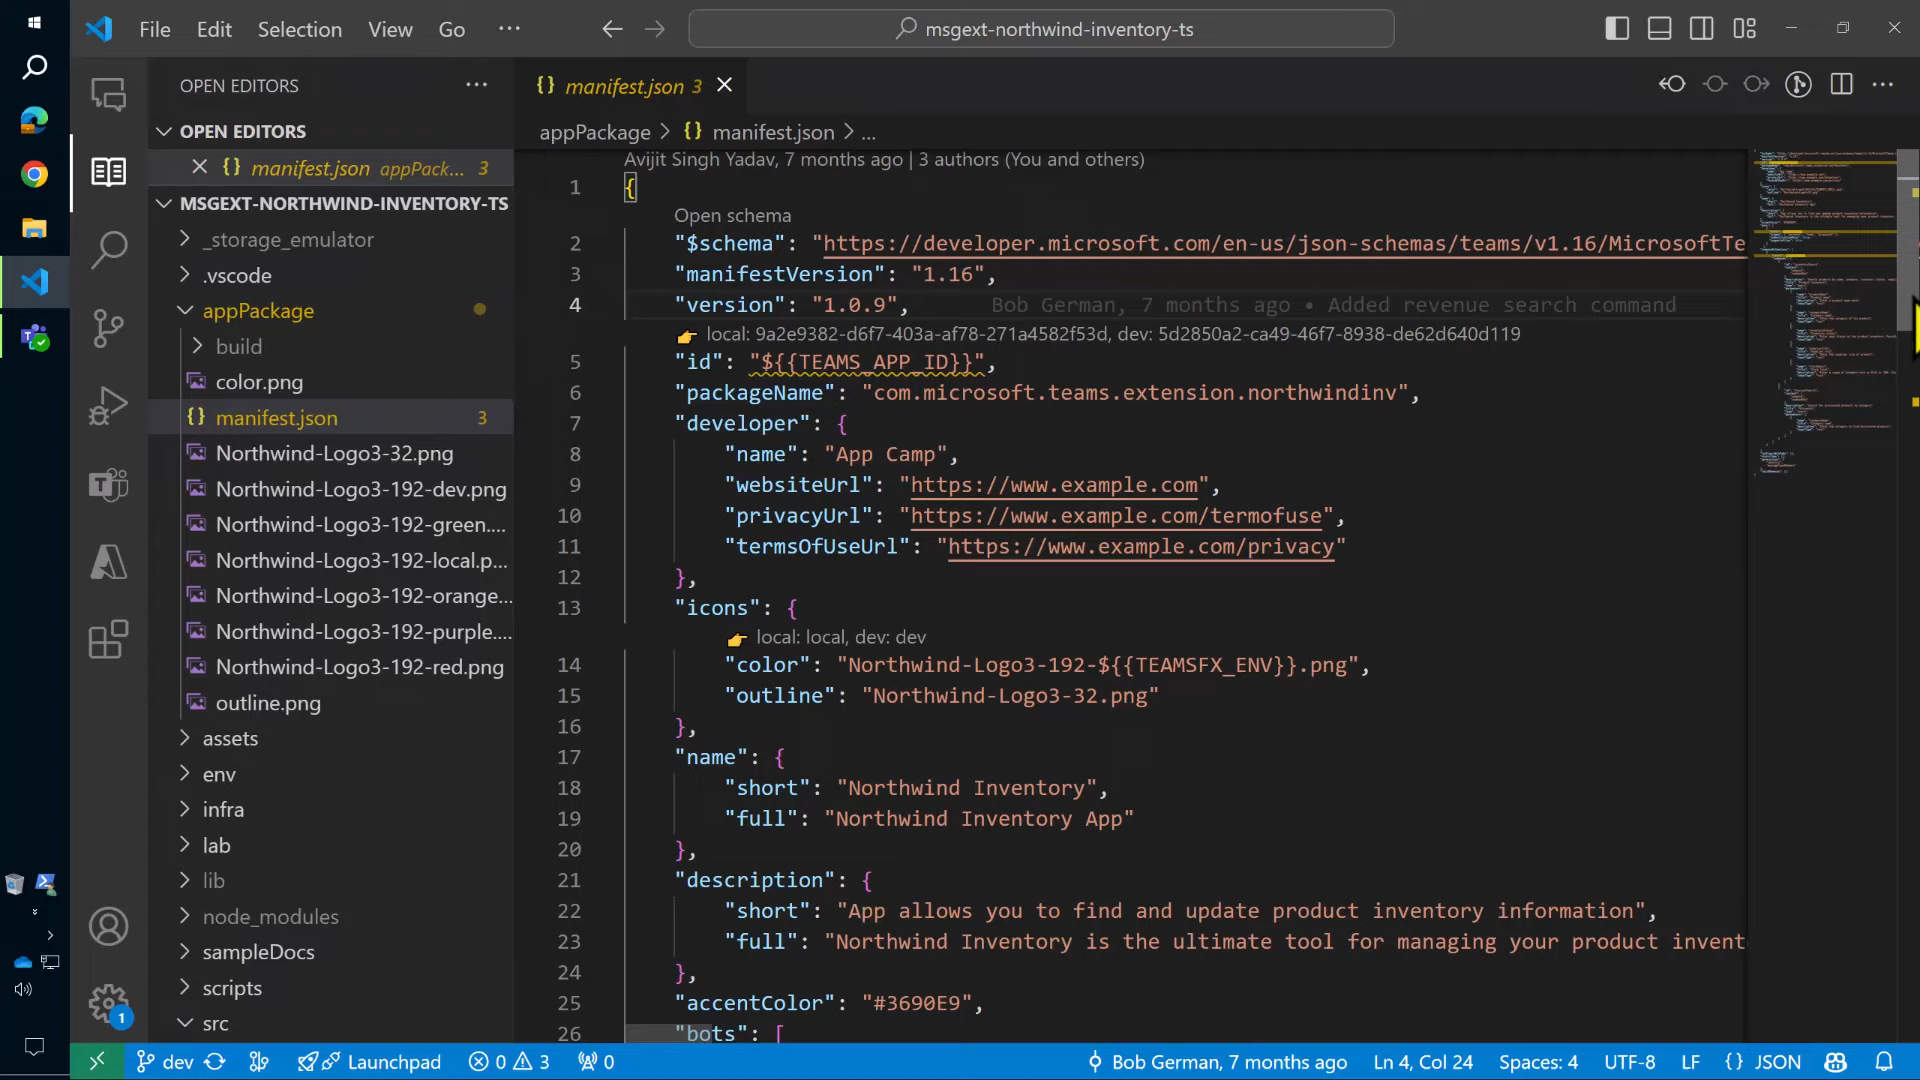 File Edit Selection View Go ··· msgext-northwind-inventory-ts
OPEN EDITORS ···
OPEN EDITORS
{} manifest.json appPack... 3
MSGEXT-NORTHWIND-INVENTORY-TS
_storage_emulator
.vscode
appPackage
build
color.png
{} manifest.json 3
Northwind-Logo3-32.png
Northwind-Logo3-192-dev.png
Northwind-Logo3-192-green....
Northwind-Logo3-192-local.p...
Northwind-Logo3-192-orange...
Northwind-Logo3-192-purple....
Northwind-Logo3-192-red.png
outline.png
assets
env
infra
lab
lib
node_modules
sampleDocs
scripts
src
1
{} manifest.json 3
appPackage > {} manifest.json > ...
Avijit Singh Yadav, 7 months ago | 3 authors (You and others)
1 {
Open schema
2 "$schema": "https://developer.microsoft.com/en-us/json-schemas/teams/v1.16/MicrosoftTe
3 "manifestVersion": "1.16",
4 "version": "1.0.9", Bob German, 7 months ago • Added revenue search command
👉 local: 9a2e9382-d6f7-403a-af78-271a4582f53d, dev: 5d2850a2-ca49-46f7-8938-de62d640d119
5 "id": "${{TEAMS_APP_ID}}",
6 "packageName": "com.microsoft.teams.extension.northwindinv",
7 "developer": {
8 "name": "App Camp",
9 "websiteUrl": "https://www.example.com",
10 "privacyUrl": "https://www.example.com/termofuse",
11 "termsOfUseUrl": "https://www.example.com/privacy"
12 },
13 "icons": {
👉 local: local, dev: dev
14 "color": "Northwind-Logo3-192-${{TEAMSFX_ENV}}.png",
15 "outline": "Northwind-Logo3-32.png"
16 },
17 "name": {
18 "short": "Northwind Inventory",
19 "full": "Northwind Inventory App"
20 },
21 "description": {
22 "short": "App allows you to find and update product inventory information",
23 "full": "Northwind Inventory is the ultimate tool for managing your product invent
24 },
25 "accentColor": "#3690E9",
26 "bots": [
dev Launchpad 0 3 0 Bob German, 7 months ago Ln 4, Col 24 Spaces: 4 UTF-8 LF {} JSON